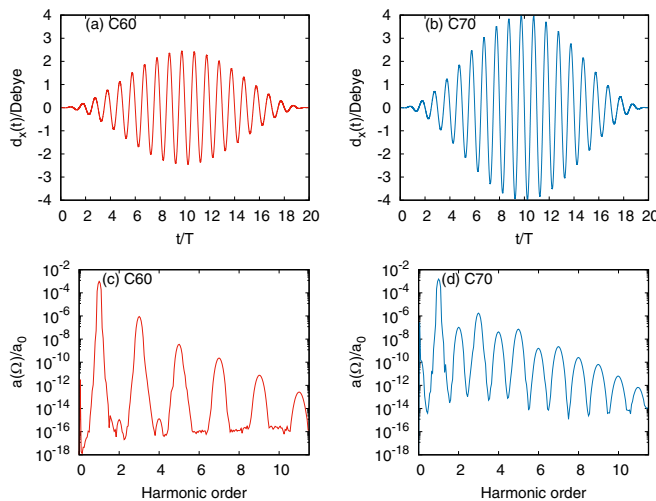 (a) C60
d_x(t)/Debye
4
3
2
1
0
-1
-2
-3
-4
0 2 4 6 8 10 12 14 16 18 20
t/T
(b) C70
d_x(t)/Debye
4
3
2
1
0
-1
-2
-3
-4
0 2 4 6 8 10 12 14 16 18 20
t/T
(c) C60
a(Ω)/a₀
10⁻²
10⁻⁴
10⁻⁶
10⁻⁸
10⁻¹⁰
10⁻¹²
10⁻¹⁴
10⁻¹⁶
10⁻¹⁸
0 2 4 6 8 10
Harmonic order
(d) C70
a(Ω)/a₀
10⁻²
10⁻⁴
10⁻⁶
10⁻⁸
10⁻¹⁰
10⁻¹²
10⁻¹⁴
10⁻¹⁶
10⁻¹⁸
0 2 4 6 8 10
Harmonic order